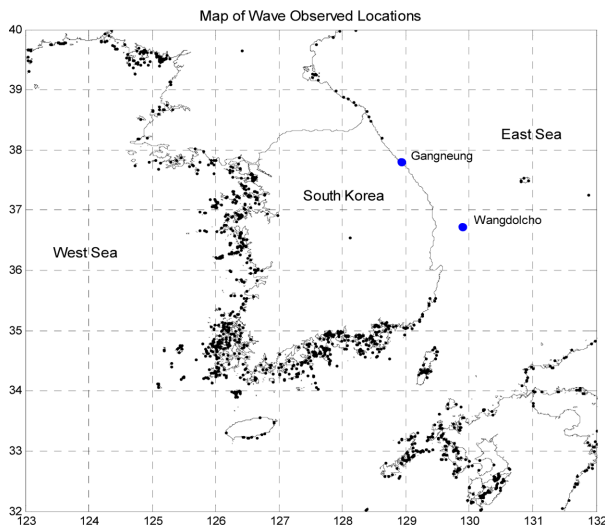 Map of Wave Observed Locations
40
39
38
37
36
35
34
33
32
East Sea
Gangneung
South Korea
Wangdolcho
West Sea
123 124 125 126 127 128 129 130 131 132